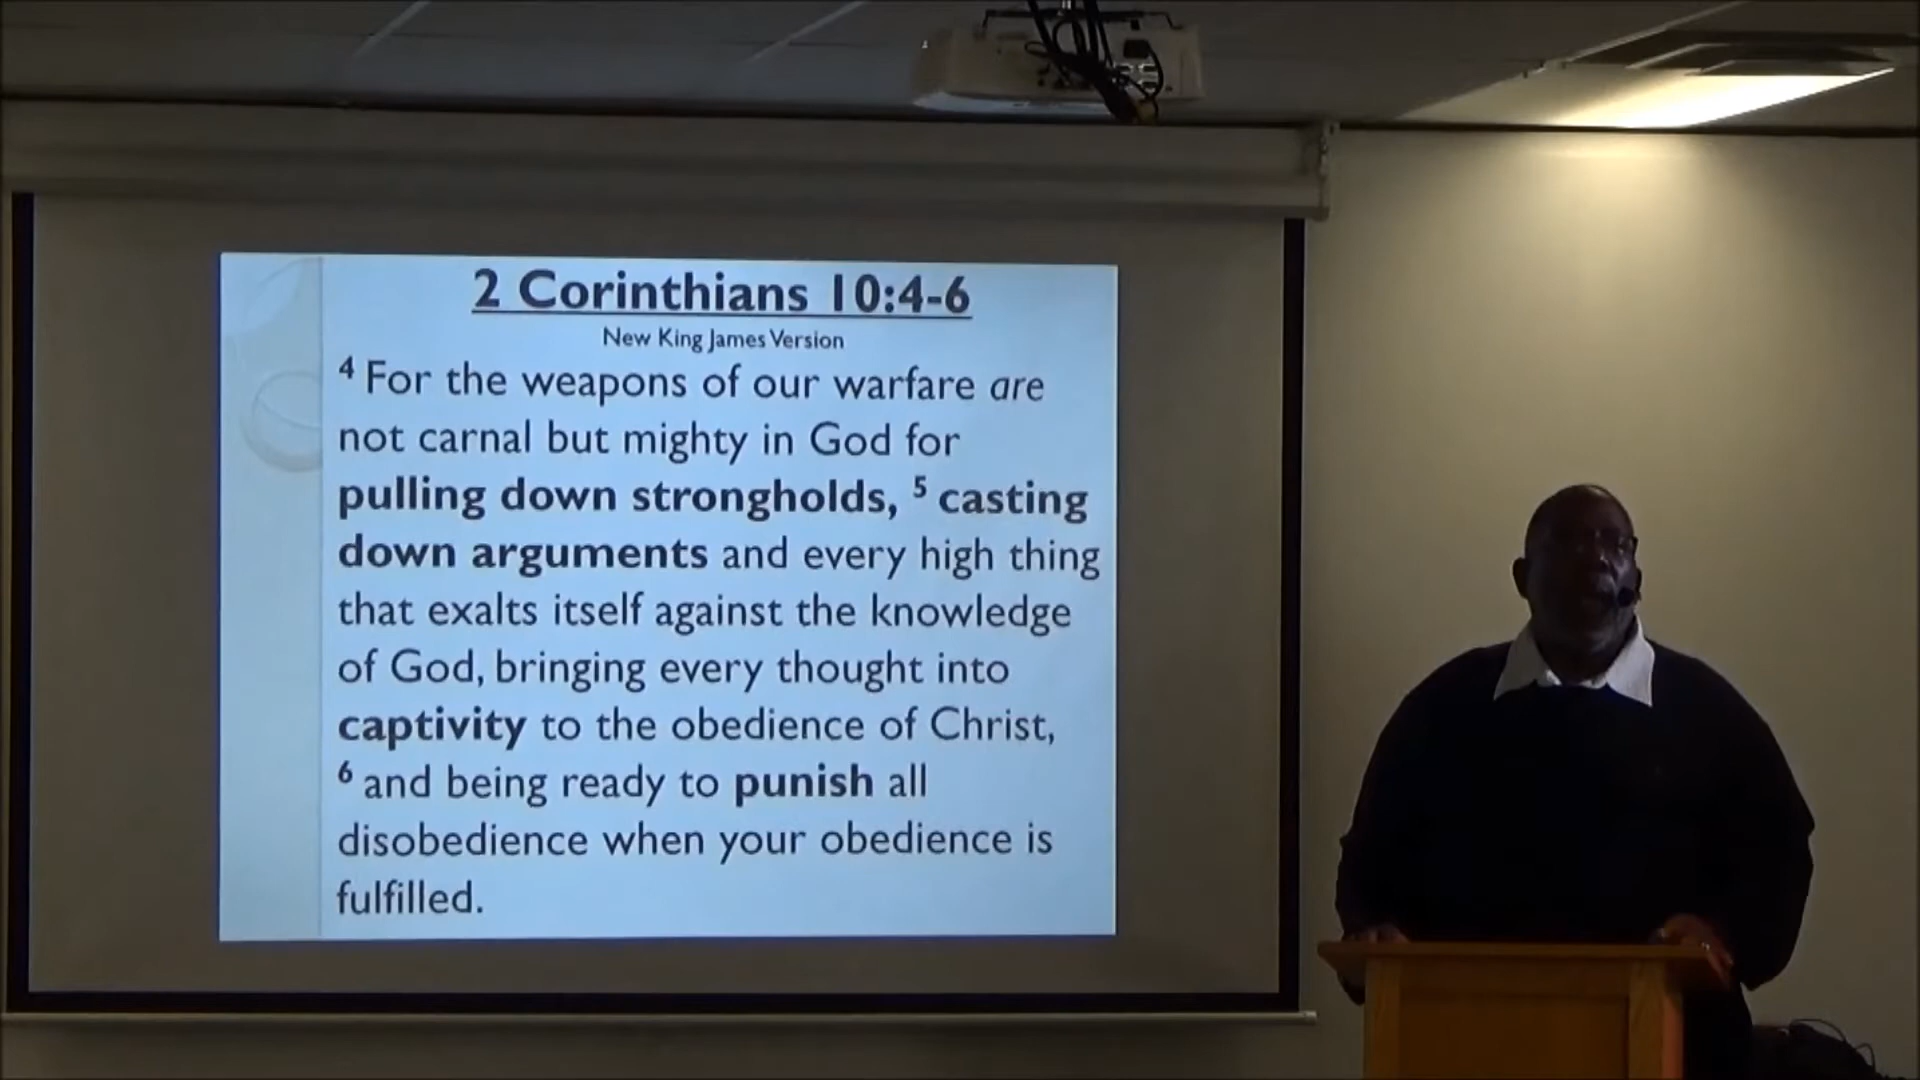 2 Corinthians 10:4-6
New King James Version
4 For the weapons of our warfare are
not carnal but mighty in God for
pulling down strongholds, 5 casting
down arguments and every high thing
that exalts itself against the knowledge
of God, bringing every thought into
captivity to the obedience of Christ,
6 and being ready to punish all
disobedience when your obedience is
fulfilled.